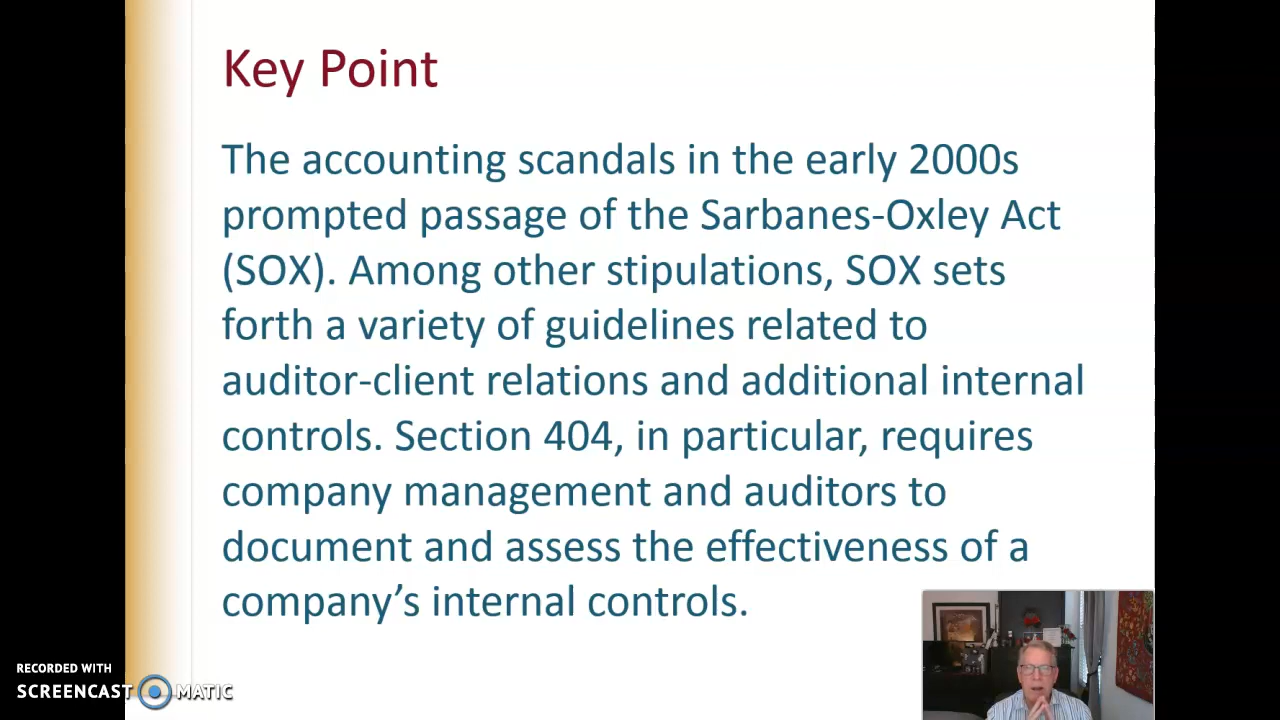 Key Point
The accounting scandals in the early 2000s
prompted passage of the Sarbanes-Oxley Act
(SOX). Among other stipulations, SOX sets
forth a variety of guidelines related to
auditor-client relations and additional internal
controls. Section 404, in particular, requires
company management and auditors to
document and assess the effectiveness of a
company’s internal controls.
RECORDED WITH
SCREENCAST MATIC